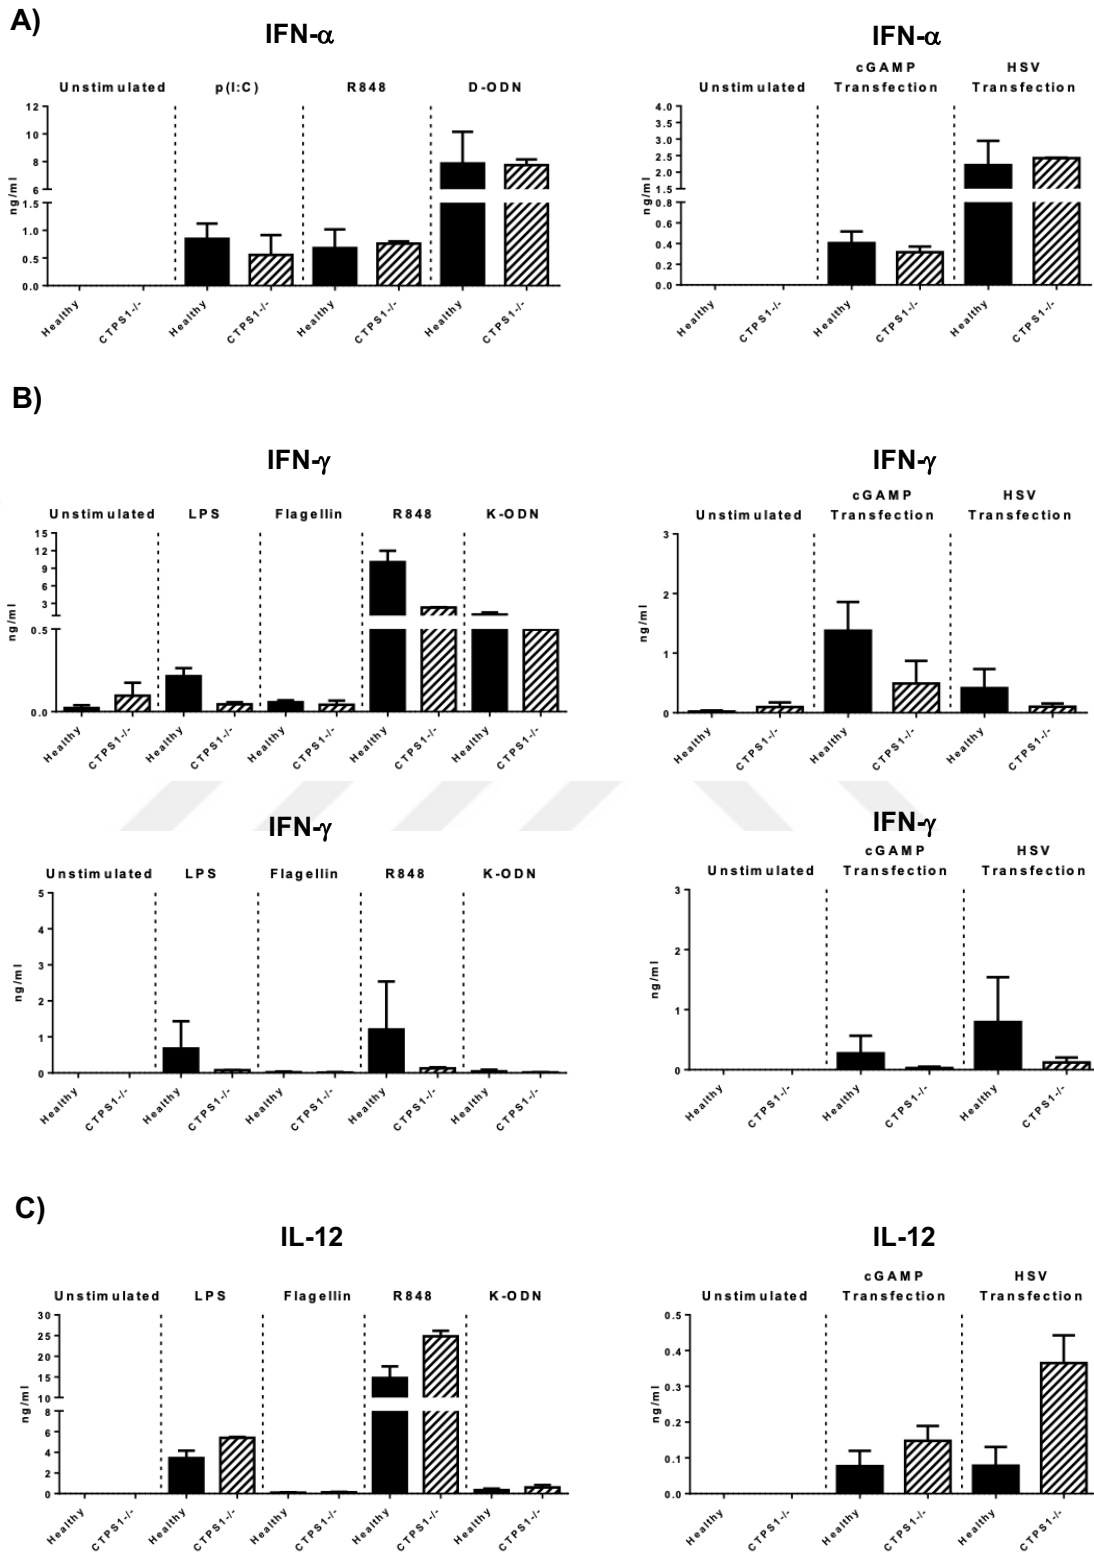 A)
IFN-α
Unstimulated p(I:C) R848 D-ODN
12
10
8
6
1.5
1.0
0.5
0.0
ng/ml
Healthy CTPS1-/- Healthy CTPS1-/- Healthy CTPS1-/- Healthy CTPS1-/-
IFN-α
cGAMP HSV
Unstimulated Transfection Transfection
4.0
3.5
3.0
2.5
2.0
1.5
0.8
0.6
0.4
0.2
0.0
ng/ml
Healthy CTPS1-/- Healthy CTPS1-/- Healthy CTPS1-/-
B)
IFN-γ
Unstimulated LPS Flagellin R848 K-ODN
15
12
9
6
3
0.5
0.0
ng/ml
Healthy CTPS1-/- Healthy CTPS1-/- Healthy CTPS1-/- Healthy CTPS1-/- Healthy CTPS1-/-
IFN-γ
cGAMP HSV
Unstimulated Transfection Transfection
3
2
1
0
ng/ml
Healthy CTPS1-/- Healthy CTPS1-/- Healthy CTPS1-/-
IFN-γ
Unstimulated LPS Flagellin R848 K-ODN
5
4
3
2
1
0
ng/ml
Healthy CTPS1-/- Healthy CTPS1-/- Healthy CTPS1-/- Healthy CTPS1-/- Healthy CTPS1-/-
IFN-γ
cGAMP HSV
Unstimulated Transfection Transfection
3
2
1
0
ng/ml
Healthy CTPS1-/- Healthy CTPS1-/- Healthy CTPS1-/-
C)
IL-12
Unstimulated LPS Flagellin R848 K-ODN
30
25
20
15
10
8
6
4
2
0
ng/ml
Healthy CTPS1-/- Healthy CTPS1-/- Healthy CTPS1-/- Healthy CTPS1-/- Healthy CTPS1-/-
IL-12
cGAMP HSV
Unstimulated Transfection Transfection
0.5
0.4
0.3
0.2
0.1
0.0
ng/ml
Healthy CTPS1-/- Healthy CTPS1-/- Healthy CTPS1-/-